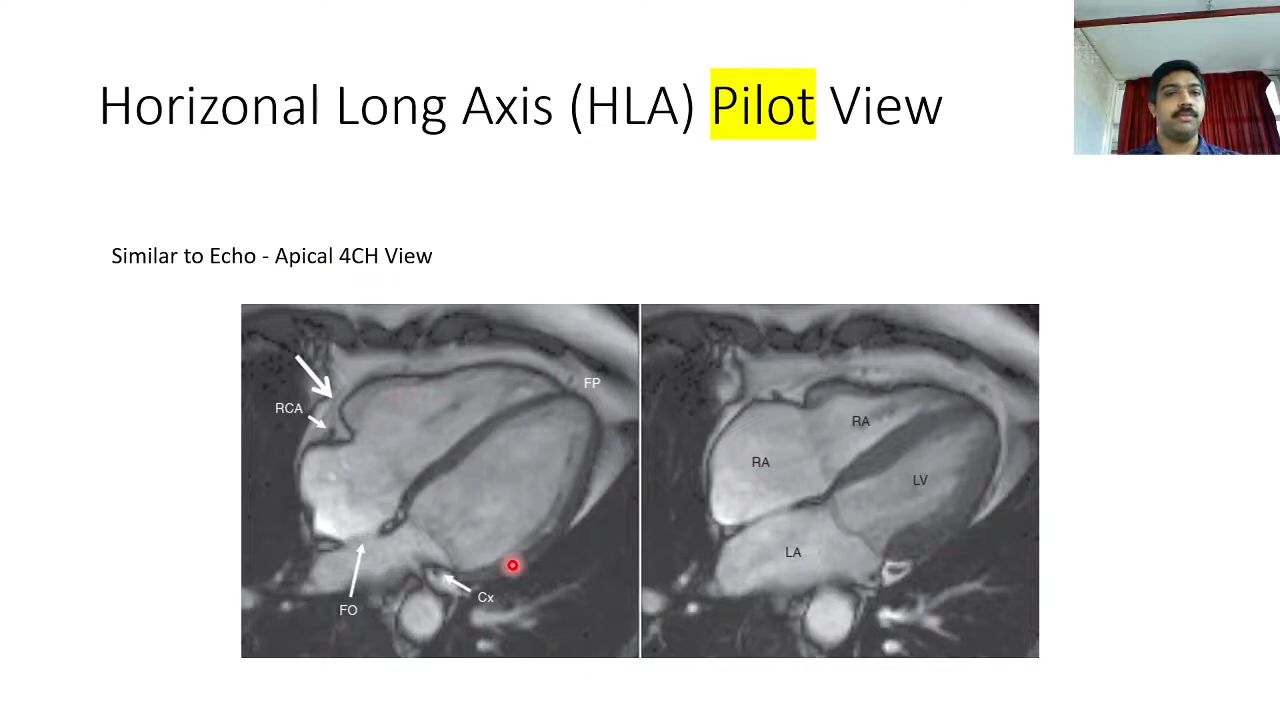 Horizonal Long Axis (HLA) Pilot View
Similar to Echo - Apical 4CH View
FP
RCA
FO
Cx
RA
RA
LV
LA